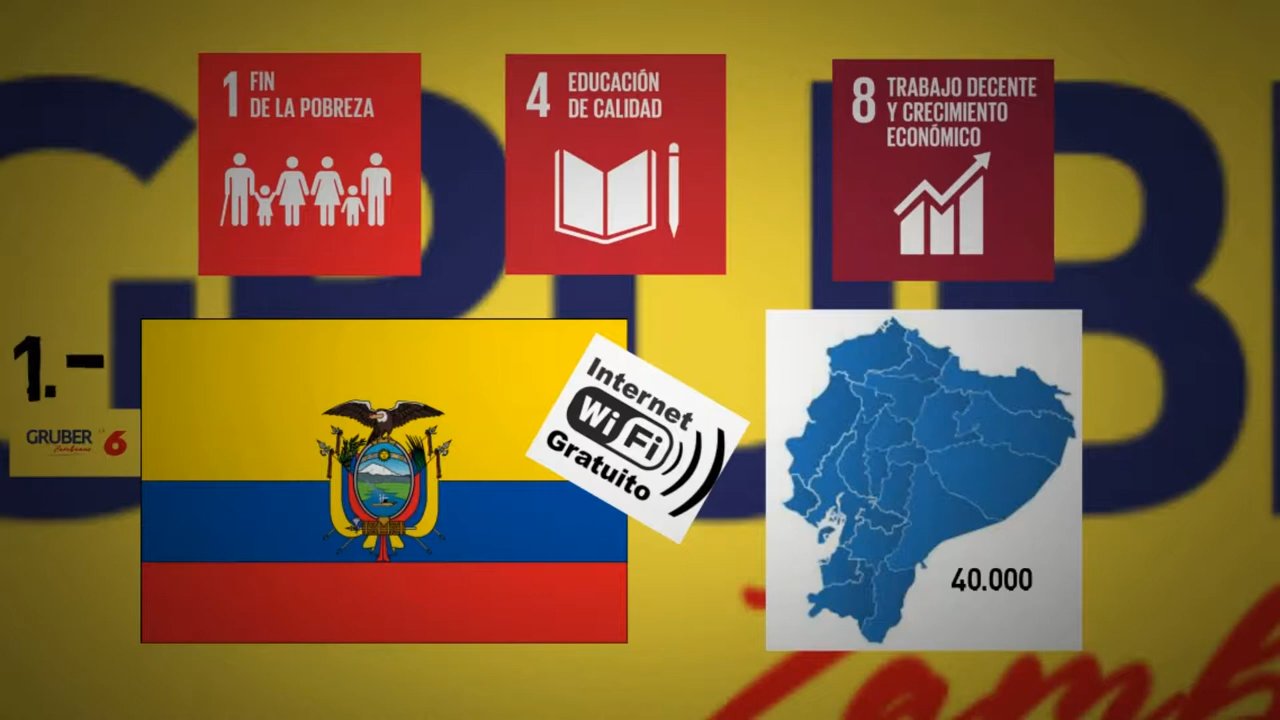 1 FIN
DE LA POBREZA
4 EDUCACIÓN
DE CALIDAD
8 TRABAJO DECENTE
Y CRECIMIENTO
ECONÓMICO
1.-
GRUBER 6
Internet
WiFi
Gratuito
40.000
GRUBE